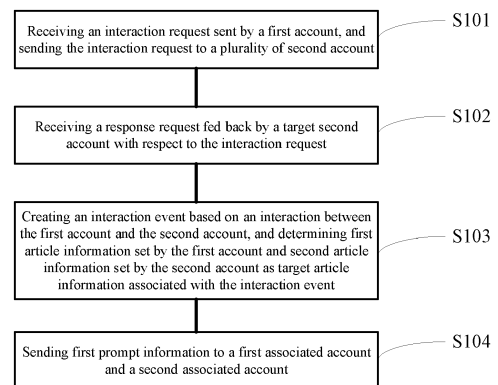 Receiving an interaction request sent by a first account, and
sending the interaction request to a plurality of second account
S101
Receiving a response request fed back by a target second
account with respect to the interaction request
S102
Creating an interaction event based on an interaction between
the first account and the second account, and determining first
article information set by the first account and second article
information set by the second account as target article
information associated with the interaction event
S103
Sending first prompt information to a first associated account
and a second associated account
S104